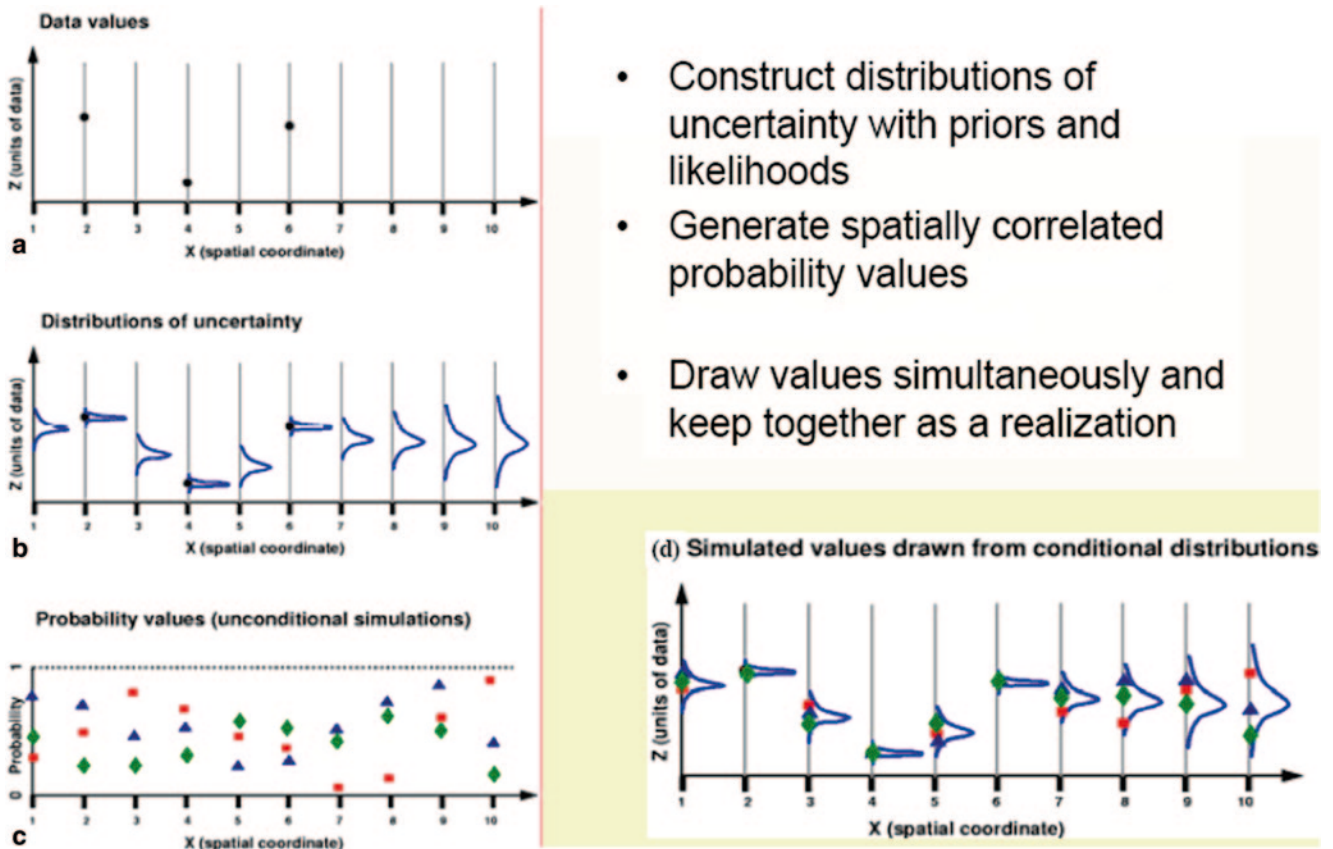 Data values
Z (units of data)
1 2 3 4 5 6 7 8 9 10
a
X (spatial coordinate)
Distributions of uncertainty
Z (units of data)
1 2 3 4 5 6 7 8 9 10
b
X (spatial coordinate)
Probability values (unconditional simulations)
1
Probability
0
1 2 3 4 5 6 7 8 9 10
c
X (spatial coordinate)
• Construct distributions of
uncertainty with priors and
likelihoods
• Generate spatially correlated
probability values
• Draw values simultaneously and
keep together as a realization
(d) Simulated values drawn from conditional distributions
Z (units of data)
1 2 3 4 5 6 7 8 9 10
X (spatial coordinate)